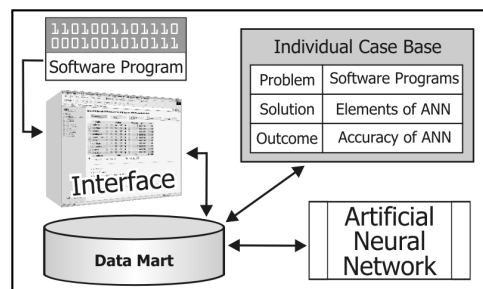 1101001101110
0001001010111
Software Program
Interface
Data Mart
Individual Case Base
Problem Software Programs
Solution Elements of ANN
Outcome Accuracy of ANN
Artificial
Neural
Network